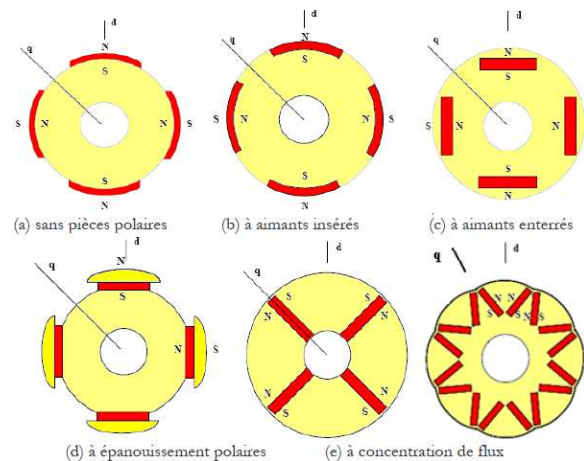 d
q
N
S
S N N S
S
N
(a) sans pièces polaires
d
q
N
S
S N N S
S
N
(b) à aimants insérés
d
q
N
S
S N N S
S
N
(c) à aimants enterrés
d
N
q
S
N S
(d) à épanouissement polaires
d
q
S S
N N
N N
S S
q d
N N
S S N S
(e) à concentration de flux